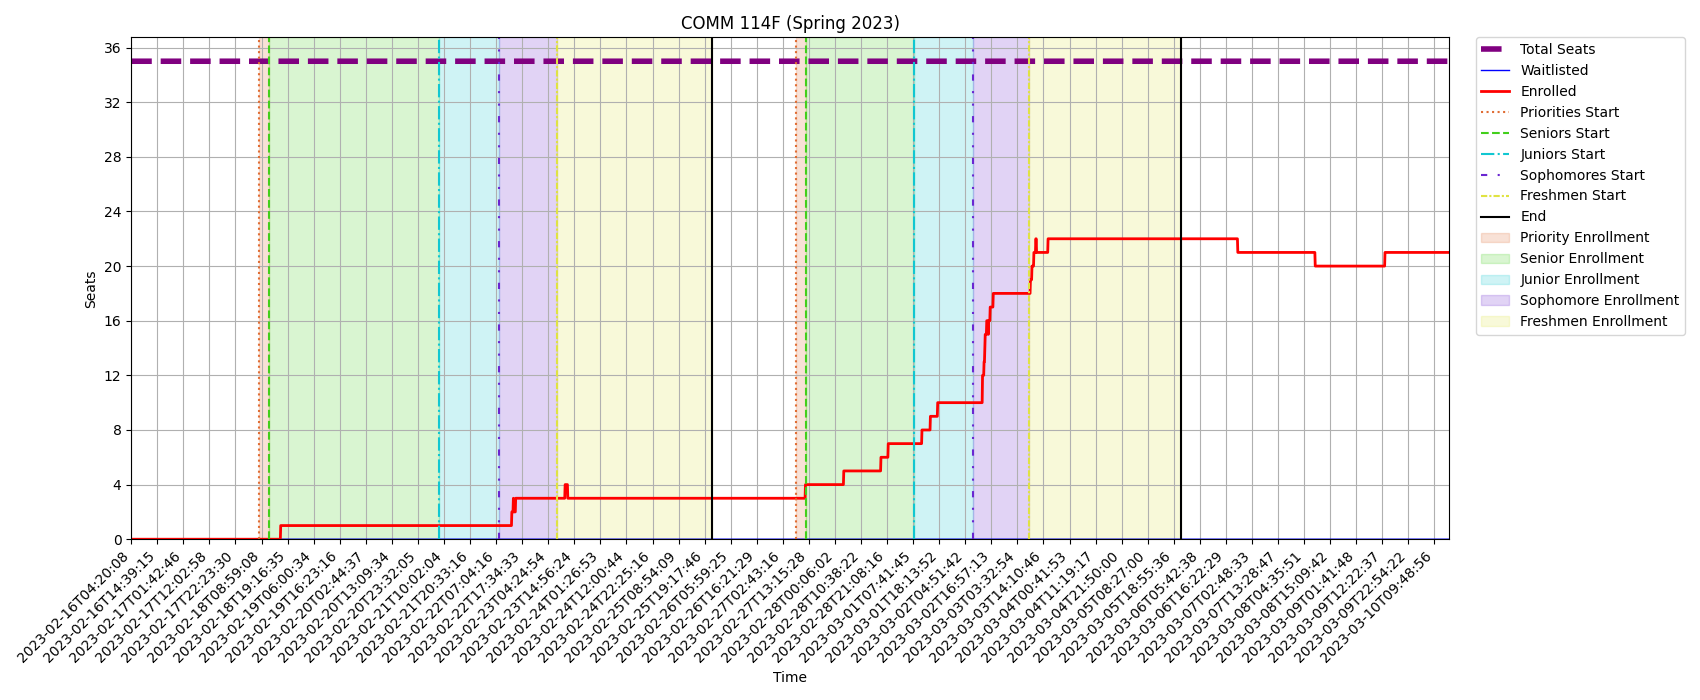 COMM 114F (Spring 2023)
36
32
28
24
20
16
12
8
4
0
Seats
2023-02-16T04:20:08
2023-02-16T14:39:15
2023-02-17T01:42:46
2023-02-17T12:02:58
2023-02-17T22:23:30
2023-02-18T08:59:09
2023-02-18T19:16:35
2023-02-19T06:00:34
2023-02-19T16:23:16
2023-02-20T02:44:37
2023-02-20T13:09:34
2023-02-20T23:32:05
2023-02-21T10:02:04
2023-02-21T20:33:16
2023-02-22T07:04:16
2023-02-22T17:34:33
2023-02-23T04:24:54
2023-02-23T14:56:24
2023-02-24T01:26:53
2023-02-24T12:00:44
2023-02-24T22:25:16
2023-02-25T08:54:09
2023-02-25T19:17:46
2023-02-26T05:59:25
2023-02-26T16:21:29
2023-02-27T02:43:16
2023-02-27T13:15:28
2023-02-28T00:06:02
2023-02-28T10:38:22
2023-02-28T21:08:16
2023-03-01T07:41:45
2023-03-01T18:13:52
2023-03-02T04:51:42
2023-03-02T16:57:13
2023-03-03T03:32:54
2023-03-03T14:10:46
2023-03-04T00:41:53
2023-03-04T11:19:17
2023-03-04T21:50:00
2023-03-05T08:27:00
2023-03-05T18:55:36
2023-03-06T05:42:38
2023-03-06T16:22:29
2023-03-07T02:48:33
2023-03-07T13:28:47
2023-03-08T04:35:51
2023-03-08T15:09:42
2023-03-09T01:41:48
2023-03-09T12:22:37
2023-03-09T22:54:22
2023-03-10T09:48:56
Time
Total Seats
Waitlisted
Enrolled
Priorities Start
Seniors Start
Juniors Start
Sophomores Start
Freshmen Start
End
Priority Enrollment
Senior Enrollment
Junior Enrollment
Sophomore Enrollment
Freshmen Enrollment